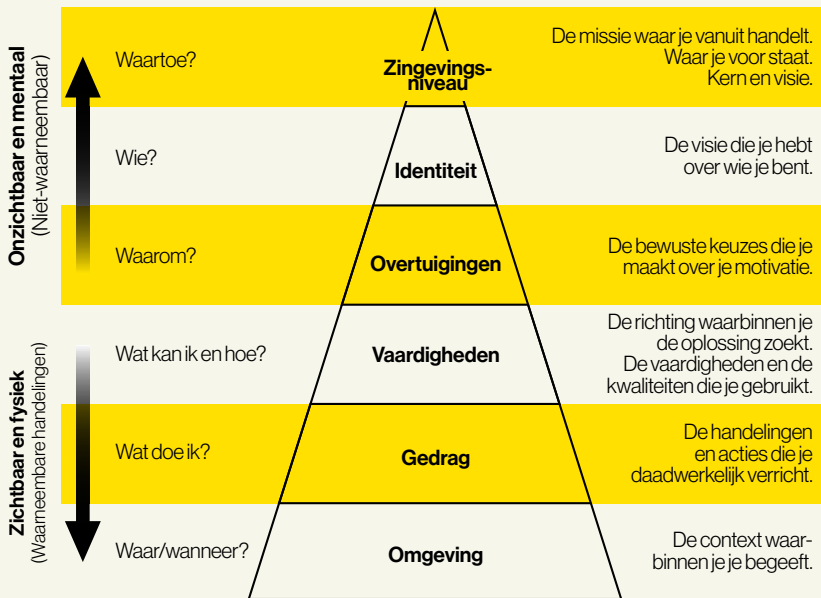 Onzichtbaar en mentaal
(Niet-waarneembaar)
Waartoe?
Zingevings-
niveau
De missie waar je vanuit handelt.
Waar je voor staat.
Kern en visie.
Wie?
Identiteit
De visie die je hebt
over wie je bent.
Waarom?
Overtuigingen
De bewuste keuzes die je
maakt over je motivatie.
Zichtbaar en fysiek
(Waarneembare handelingen)
Wat kan ik en hoe?
Vaardigheden
De richting waarbinnen je
de oplossing zoekt.
De vaardigheden en de
kwaliteiten die je gebruikt.
Wat doe ik?
Gedrag
De handelingen
en acties die je
daadwerkelijk verricht.
Waar/wanneer?
Omgeving
De context waar-
binnen je je begeeft.